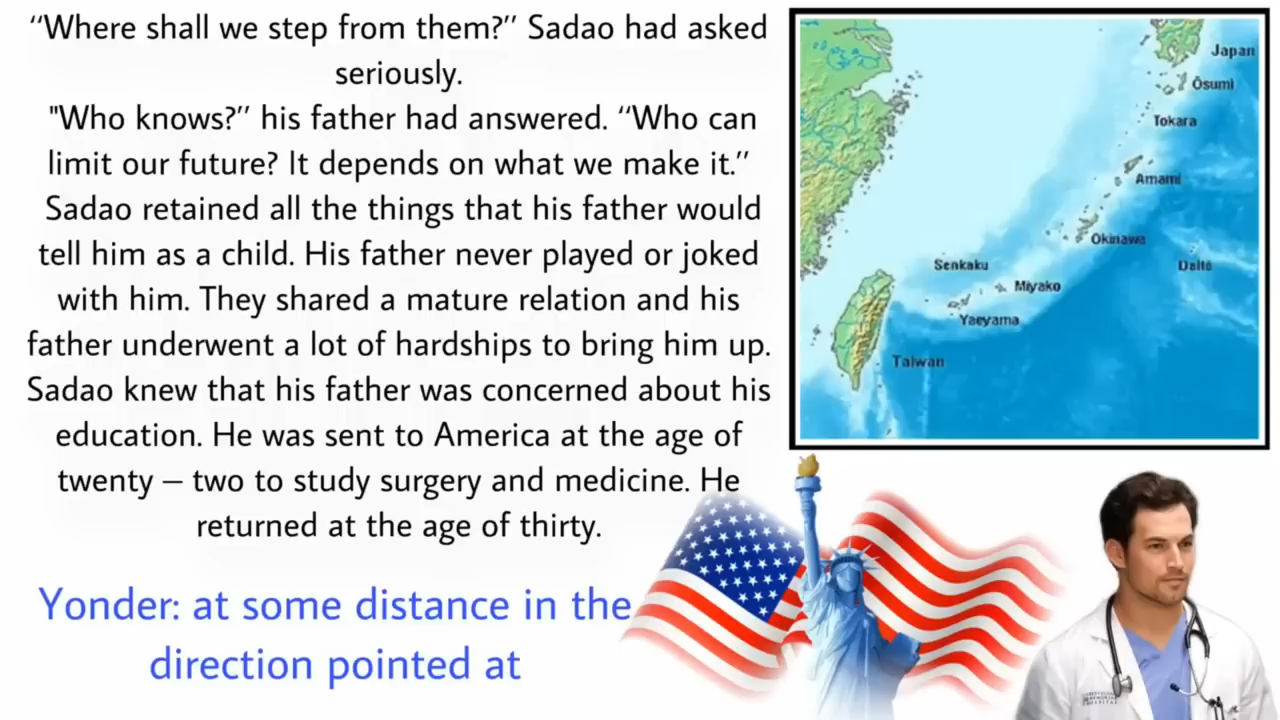 “Where shall we step from them?” Sadao had asked
seriously.
"Who knows?” his father had answered. “Who can
limit our future? It depends on what we make it.”
Sadao retained all the things that his father would
tell him as a child. His father never played or joked
with him. They shared a mature relation and his
father underwent a lot of hardships to bring him up.
Sadao knew that his father was concerned about his
education. He was sent to America at the age of
twenty – two to study surgery and medicine. He
returned at the age of thirty.
Yonder: at some distance in the
direction pointed at
Japan
Ōsumi
Tokara
Amami
Okinawa
Senkaku
Daitō
Miyako
Yaeyama
Taiwan